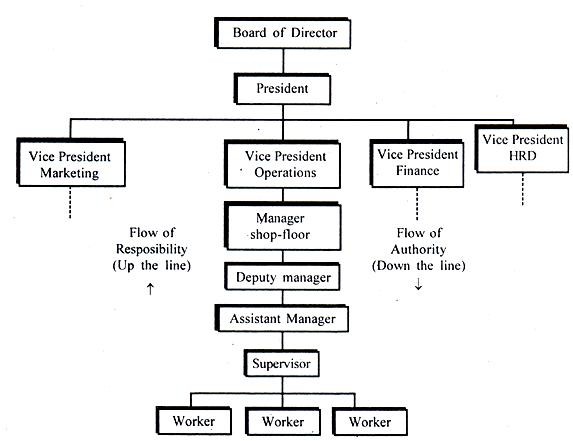 Board of Director
President
Vice President
Marketing
Vice President
Operations
Vice President
Finance
Vice President
HRD
Manager
shop-floor
Flow of
Resposibility
(Up the line)
↑
Flow of
Authority
(Down the line)
↓
Deputy manager
Assistant Manager
Supervisor
Worker
Worker
Worker